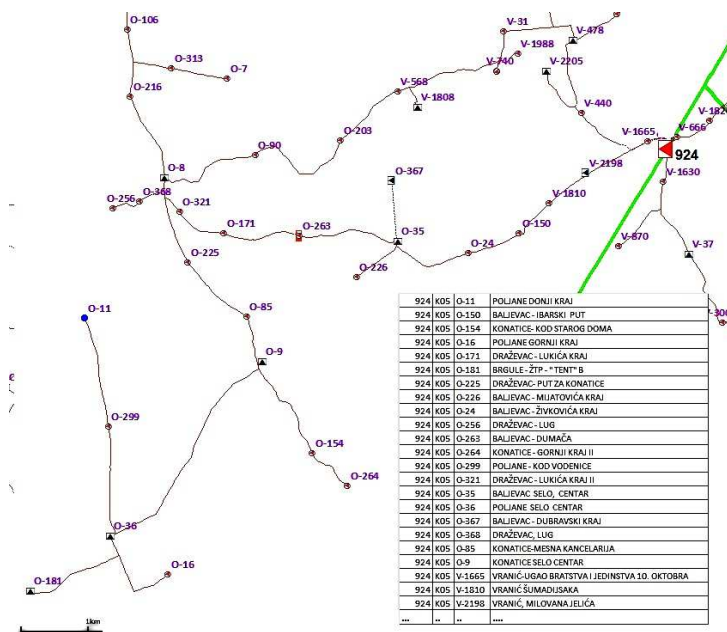 O-106
V-31
V-478
O-313
O-7
V-740
V-1988
V-2205
O-216
V-568
V-1808
V-440
V-182
V-1665
V-666
O-203
O-90
924
O-8
O-367
V-2198
V-1630
O-256
O-368
O-321
V-1810
O-171
O-263
O-35
O-150
V-870
V-37
O-24
O-225
O-226
O-11
O-85
O-9
O-299
O-154
O-264
O-36
O-181
O-16
1km
924 K05 O-11 POLJANE DONJI KRAJ
924 K05 O-150 BALJEVAC - IBARSKI PUT
924 K05 O-154 KONATICE- KOD STAROG DOMA
924 K05 O-16 POLJANE GORNJI KRAJ
924 K05 O-171 DRAŽEVAC - LUKIĆA KRAJ
924 K05 O-181 BRGULE - ŽTP - "TENT" B
924 K05 O-225 DRAŽEVAC- PUT ZA KONATICE
924 K05 O-226 BALJEVAC - MIJATOVIĆA KRAJ
924 K05 O-24 BALJEVAC - ŽIVKOVIĆA KRAJ
924 K05 O-256 DRAŽEVAC - LUG
924 K05 O-263 BALJEVAC - DUMAČA
924 K05 O-264 KONATICE - GORNJI KRAJ II
924 K05 O-299 POLJANE - KOD VODENICE
924 K05 O-321 DRAŽEVAC - LUKIĆA KRAJ II
924 K05 O-35 BALJEVAC SELO, CENTAR
924 K05 O-36 POLJANE SELO CENTAR
924 K05 O-367 BALJEVAC - DUBRAVSKI KRAJ
924 K05 O-368 DRAŽEVAC, LUG
924 K05 O-85 KONATICE-MESNA KANCELARIJA
924 K05 O-9 KONATICE SELO CENTAR
924 K05 V-1665 VRANIĆ-UGAO BRATSTVA I JEDINSTVA 10. OKTOBRA
924 K05 V-1810 VRANIĆ ŠUMADIJSAKA
924 K05 V-2198 VRANIĆ, MILOVANA JELIĆA
... .. .. ....